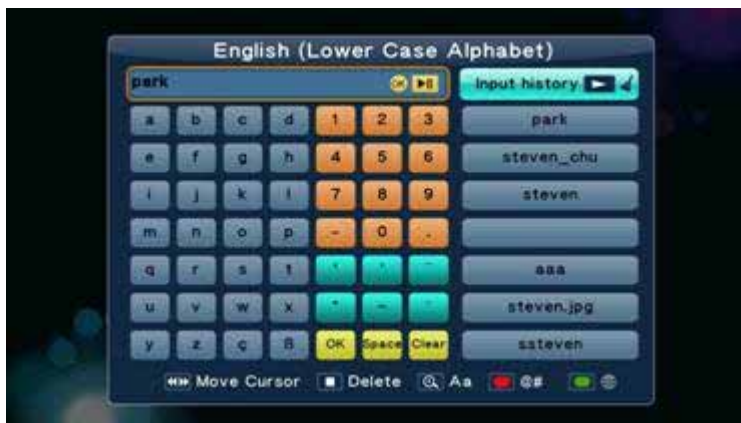 English (Lower Case Alphabet)
park OK
Input history
a b c d 1 2 3 park
e f g h 4 5 6 steven_chu
i j k l 7 8 9 steven
m n o p - 0 .
q r s t aaa
u v w x steven.jpg
y z ç ß OK Space Clear ssteven
Move Cursor Delete Aa @#